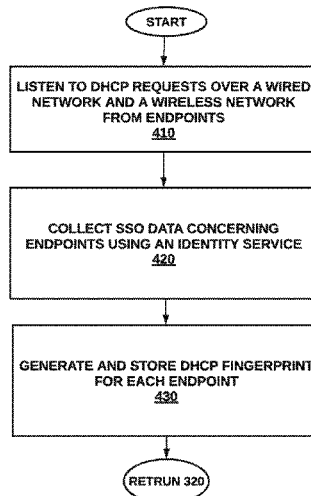 START
LISTEN TO DHCP REQUESTS OVER A WIRED
NETWORK AND A WIRELESS NETWORK
FROM ENDPOINTS
410
COLLECT SSO DATA CONCERNING
ENDPOINTS USING AN IDENTITY SERVICE
420
GENERATE AND STORE DHCP FINGERPRINT
FOR EACH ENDPOINT
430
RETRUN 320